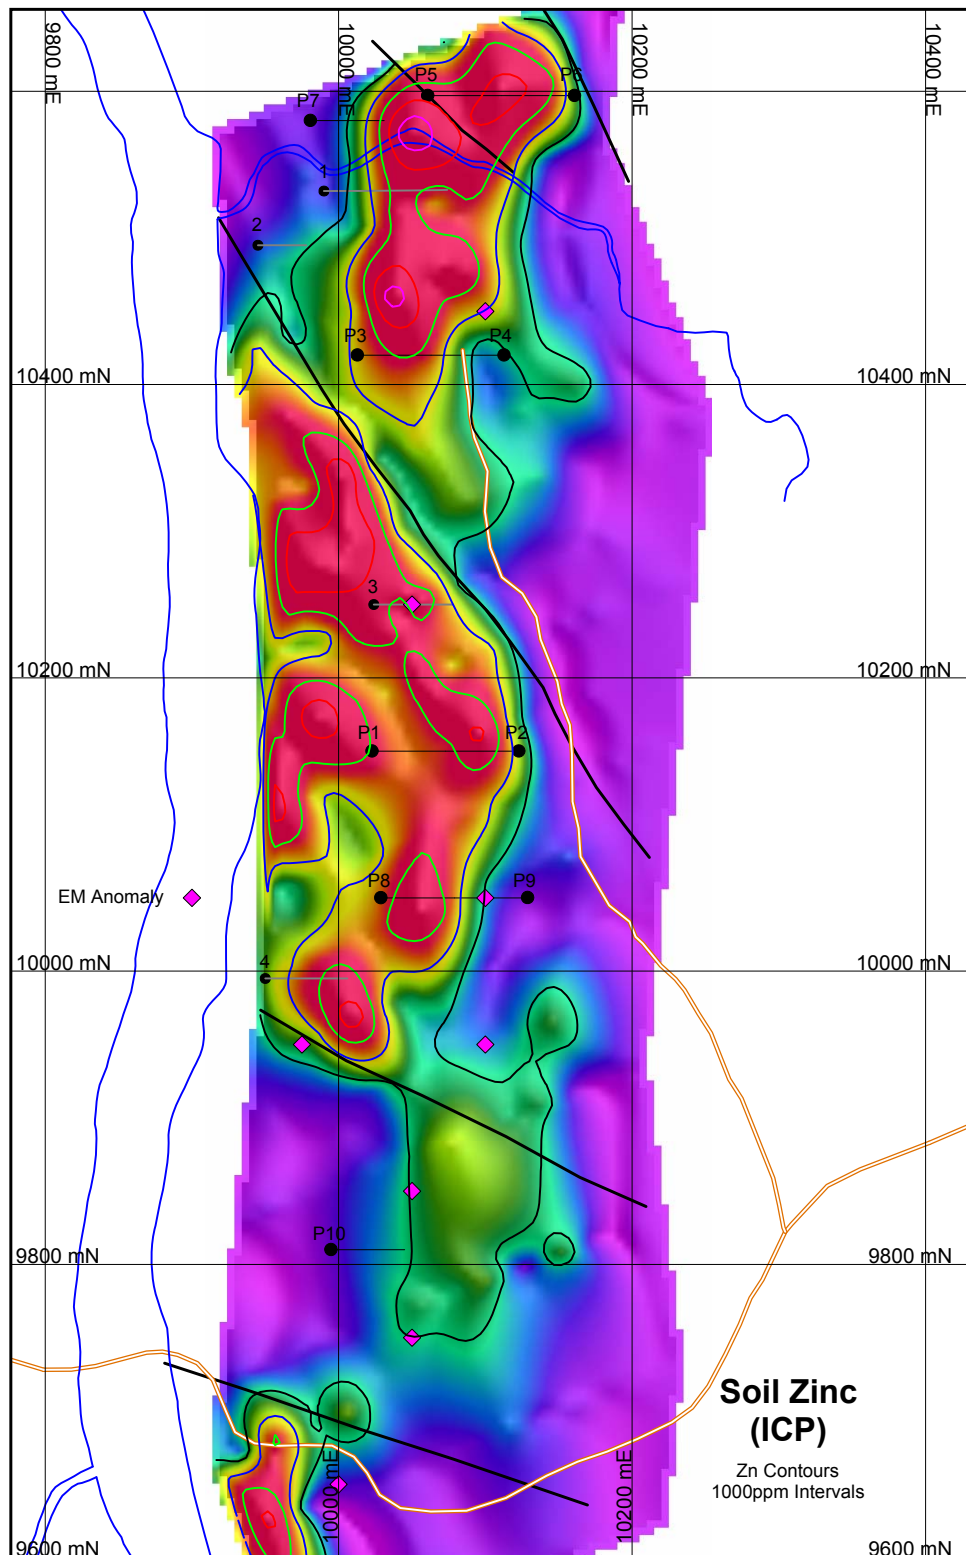 9800 mE
10000 mE
10200 mE
10400 mE
P5
P6
P7
1
2
P3
P4
10400 mN
10400 mN
3
10200 mN
10200 mN
P1
P2
P8
P9
EM Anomaly
10000 mN
10000 mN
4
P10
9800 mN
9800 mN
Soil Zinc
(ICP)
Zn Contours
1000ppm Intervals
10000 mE
10200 mE
9600 mN
9600 mN